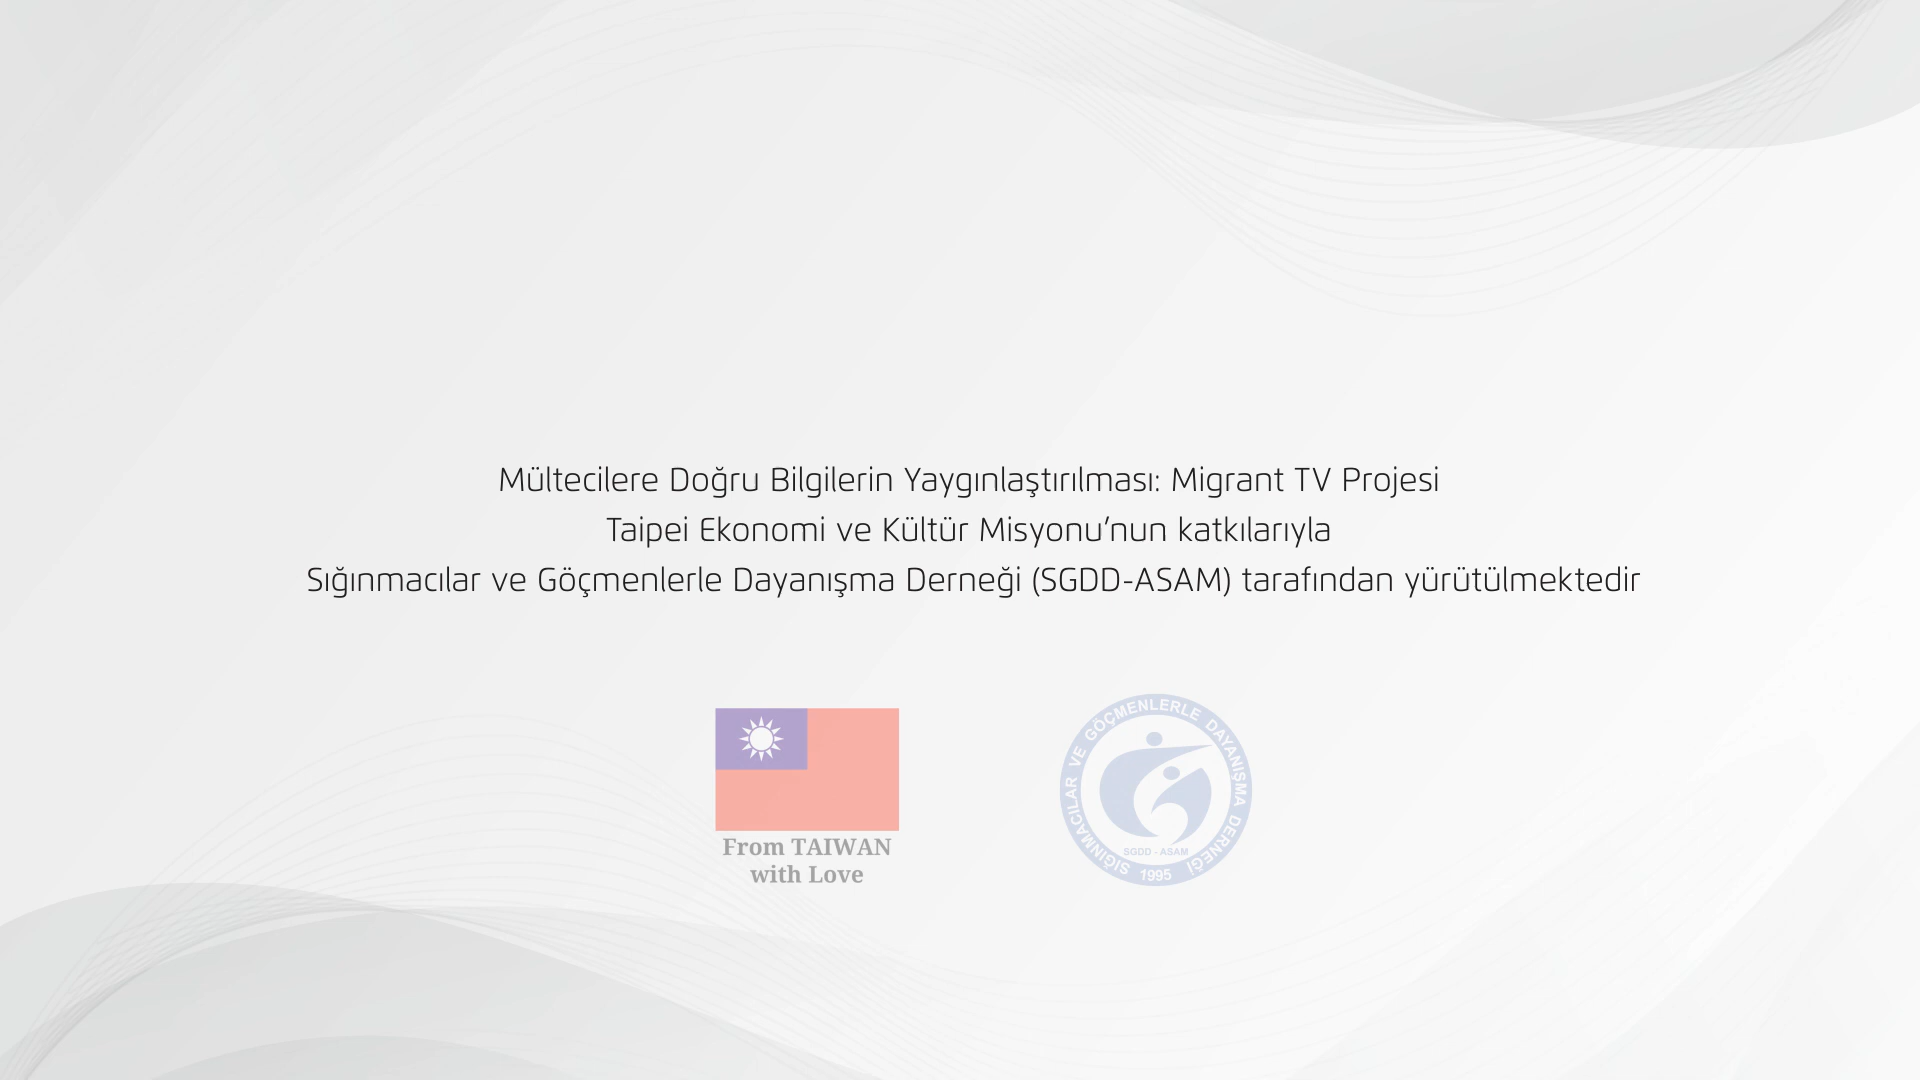 Mültecilere Doğru Bilgilerin Yaygınlaştırılması: Migrant TV Projesi
Taipei Ekonomi ve Kültür Misyonu’nun katkılarıyla
Sığınmacılar ve Göçmenlerle Dayanışma Derneği (SGDD-ASAM) tarafından yürütülmektedir
From TAIWAN
with Love
SIĞINMACILAR VE GÖÇMENLERLE DAYANIŞMA DERNEĞİ
SGDD - ASAM
1995